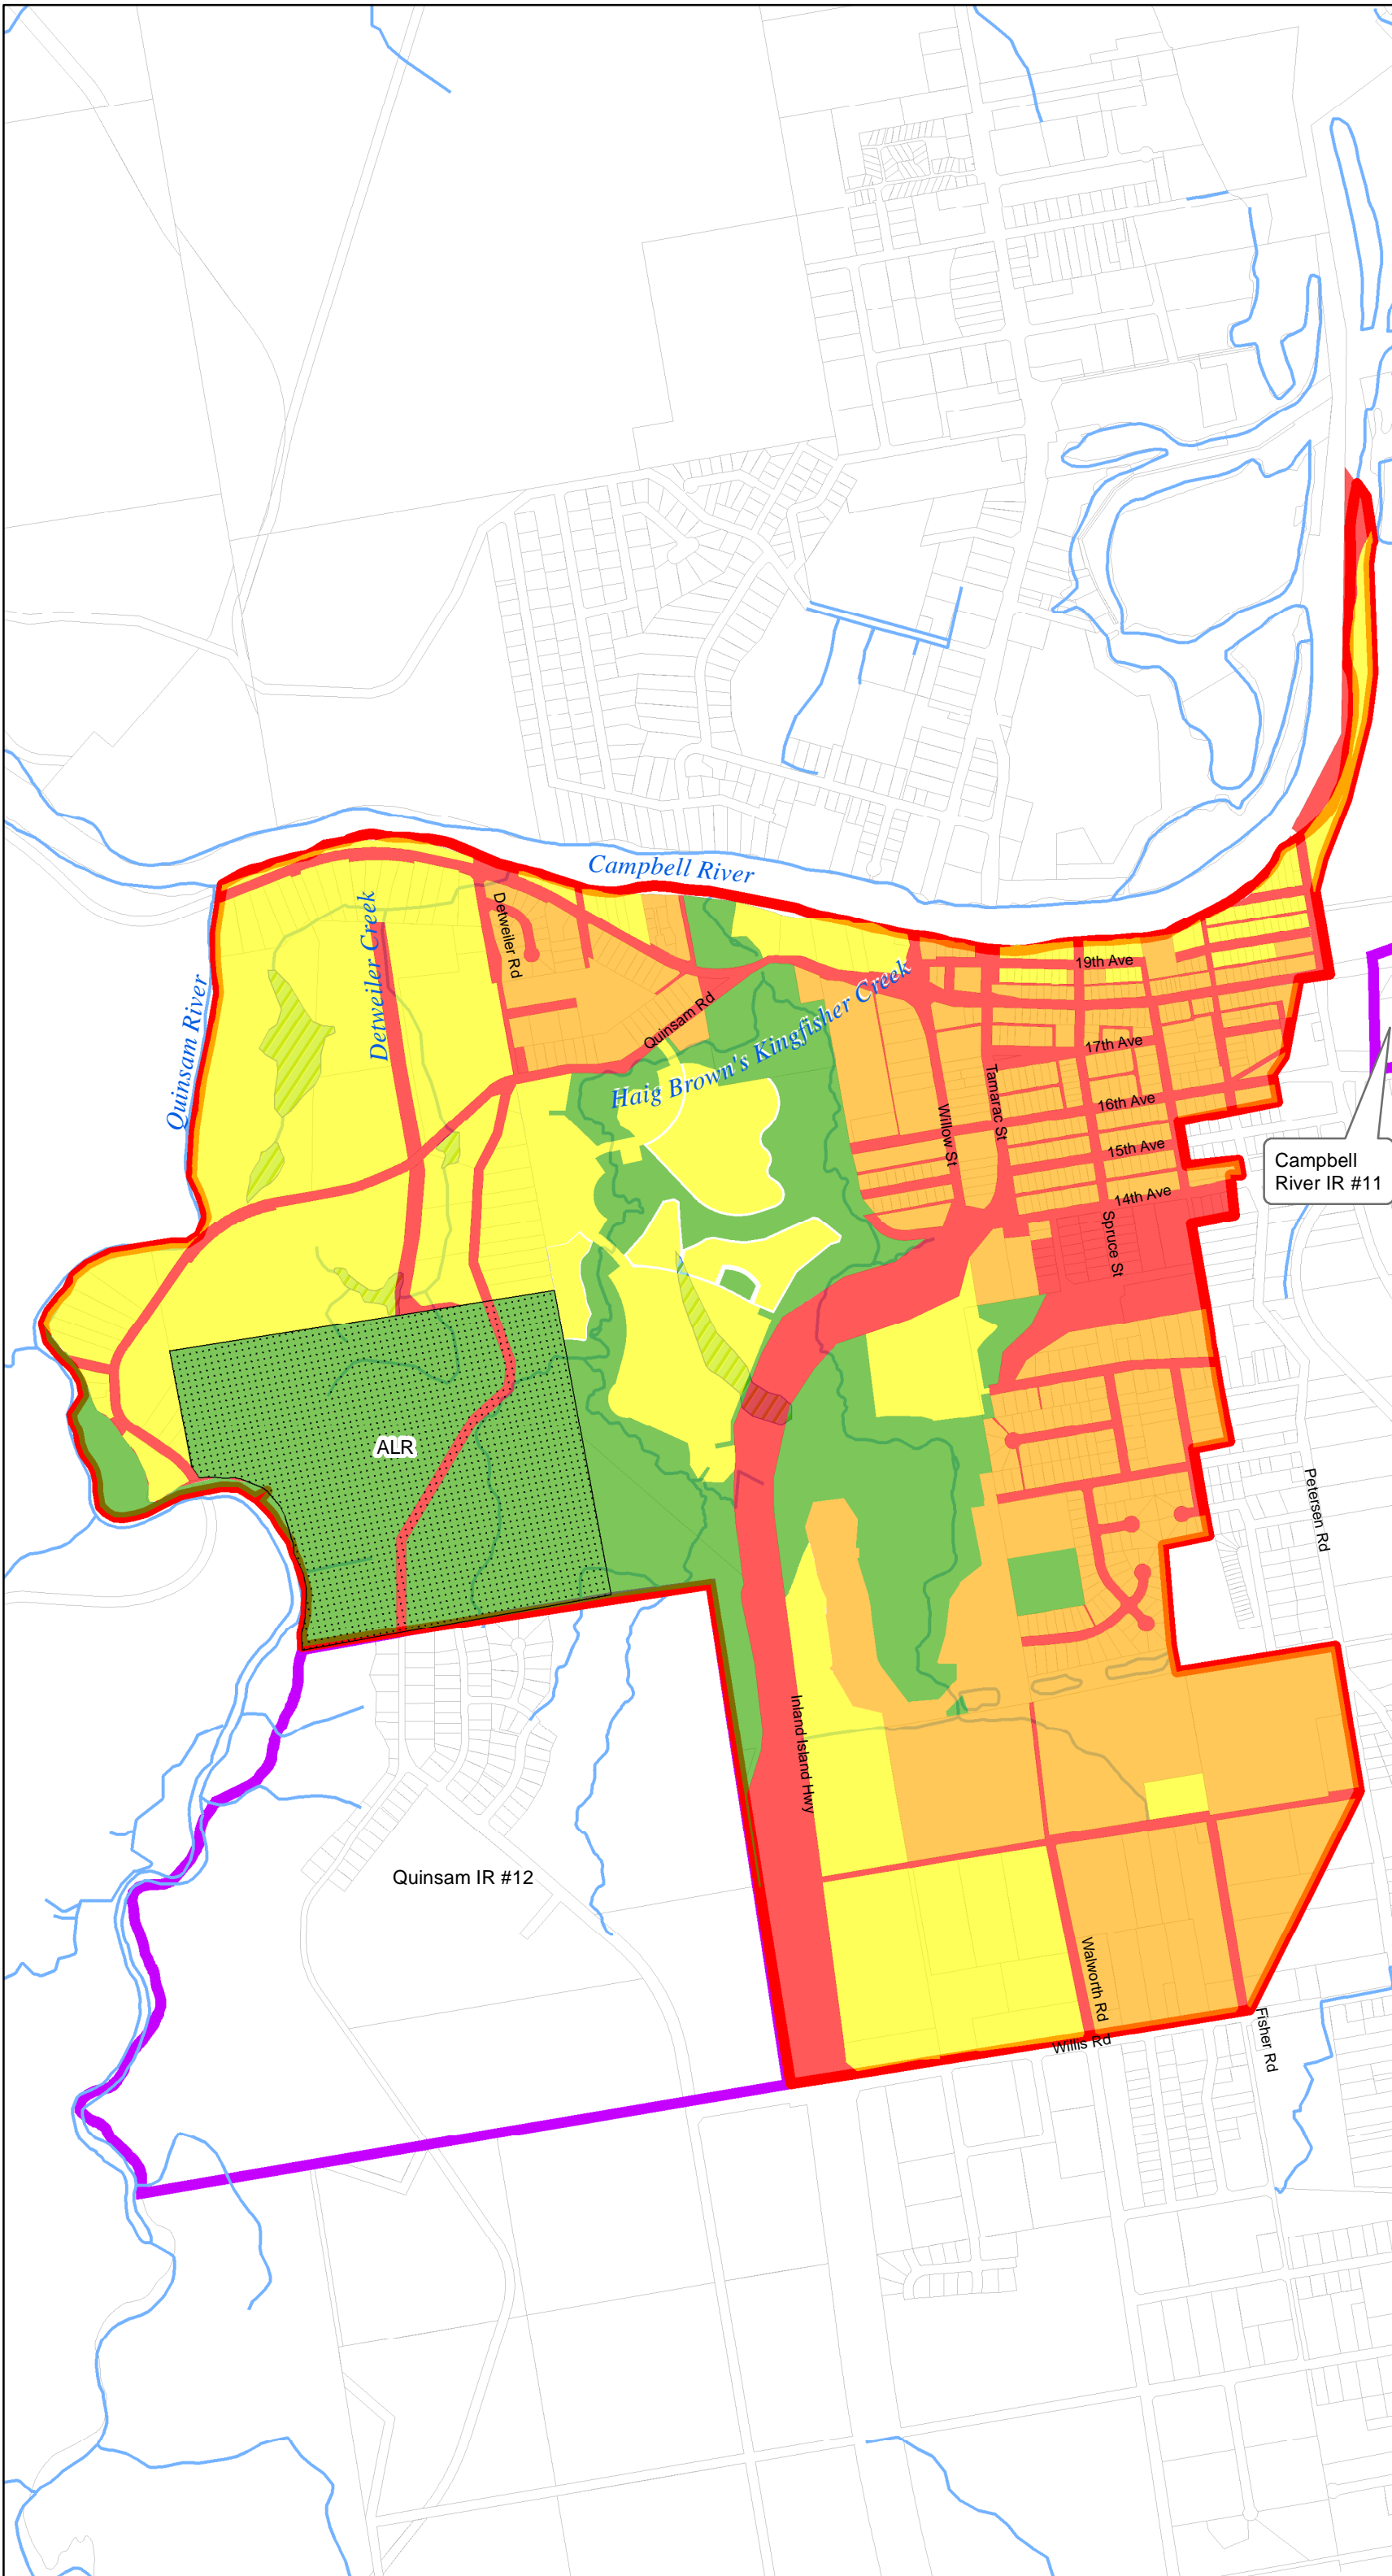 Campbell River
Detweiler Rd
Detweiler Creek
19th Ave
Quinsam River
Quinsam Rd
Haig Brown's Kingfisher Creek
17th Ave
Tamarac St
16th Ave
Willow St
15th Ave
Campbell
River IR #11
14th Ave
Spruce St
ALR
Petersen Rd
Inland Island Hwy
Quinsam IR #12
Walworth Rd
Fisher Rd
Willis Rd